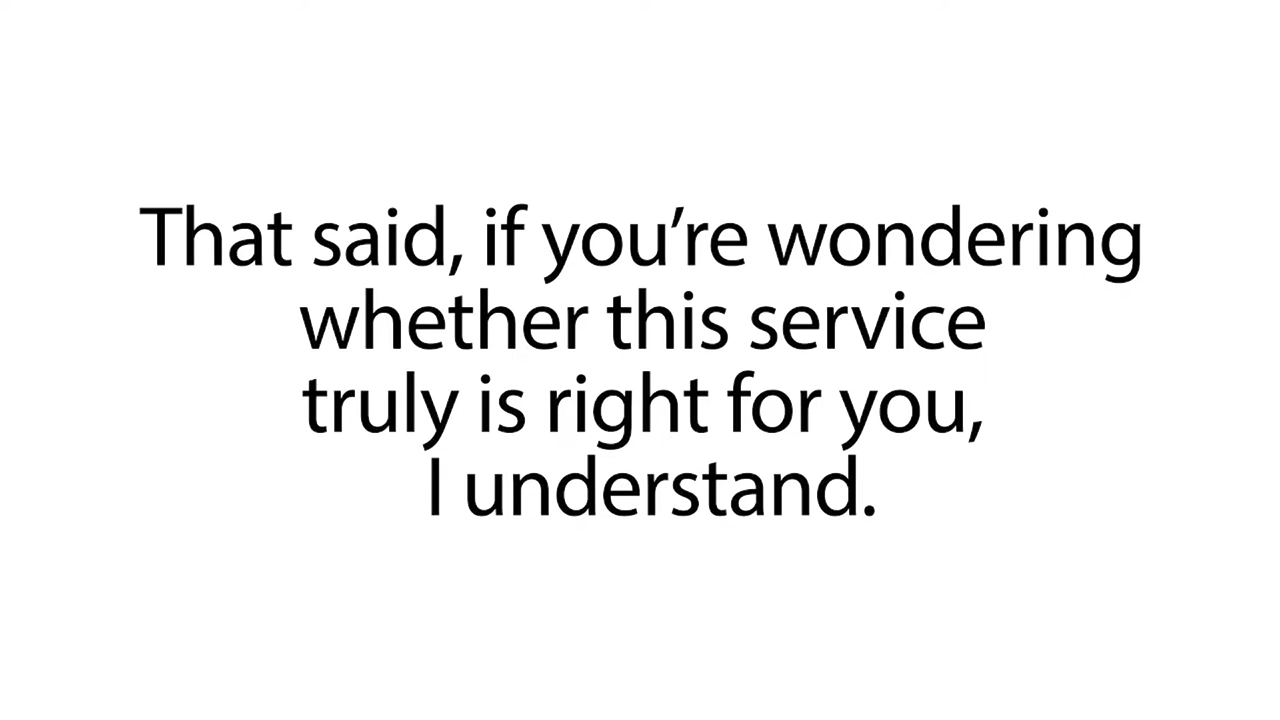 That said, if you’re wondering
whether this service
truly is right for you,
I understand.